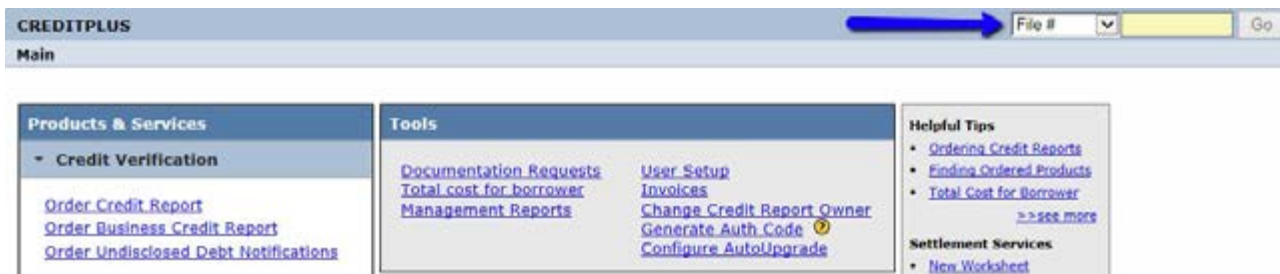 CREDITPLUS
File #
Go
Main
Products & Services
Credit Verification
Order Credit Report
Order Business Credit Report
Order Undisclosed Debt Notifications
Tools
Documentation Requests
Total cost for borrower
Management Reports
User Setup
Invoices
Change Credit Report Owner
Generate Auth Code ?
Configure AutoUpgrade
Helpful Tips
• Ordering Credit Reports
• Finding Ordered Products
• Total Cost for Borrower
>>see more
Settlement Services
• New Worksheet